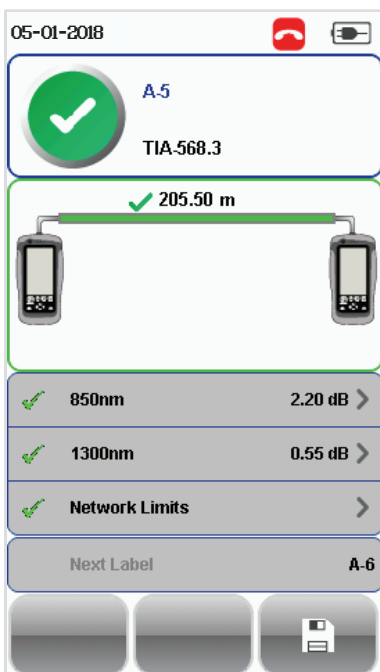 05-01-2018
A-5
TIA-568.3
205.50 m
850nm 2.20 dB
1300nm 0.55 dB
Network Limits
Next Label A-6